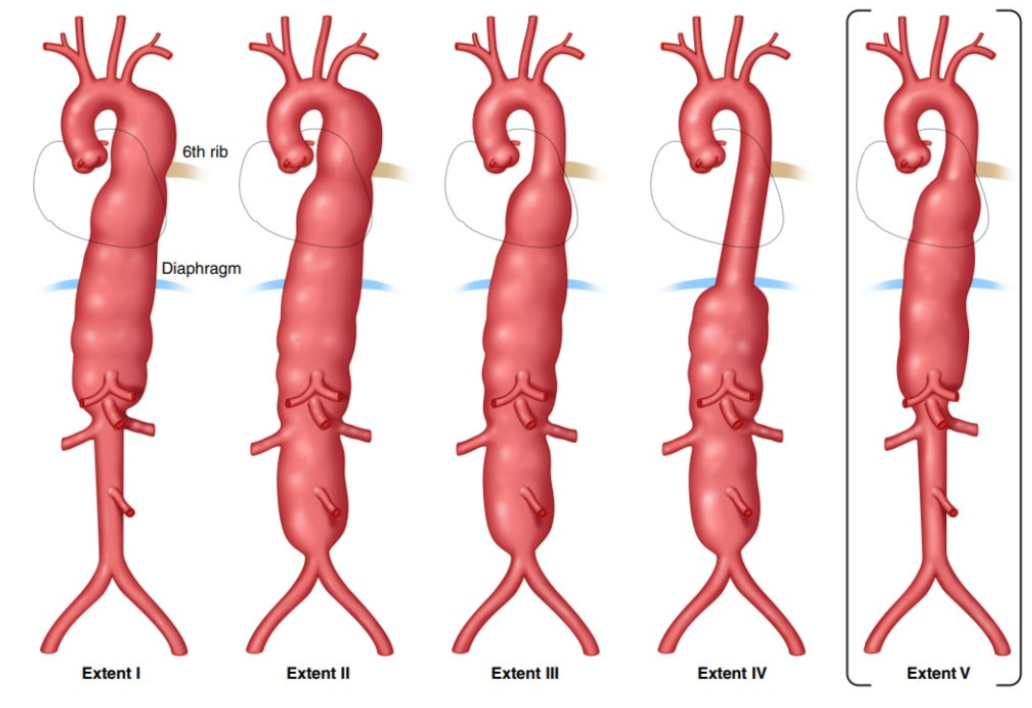 6th rib
Diaphragm
Extent I
Extent II
Extent III
Extent IV
Extent V